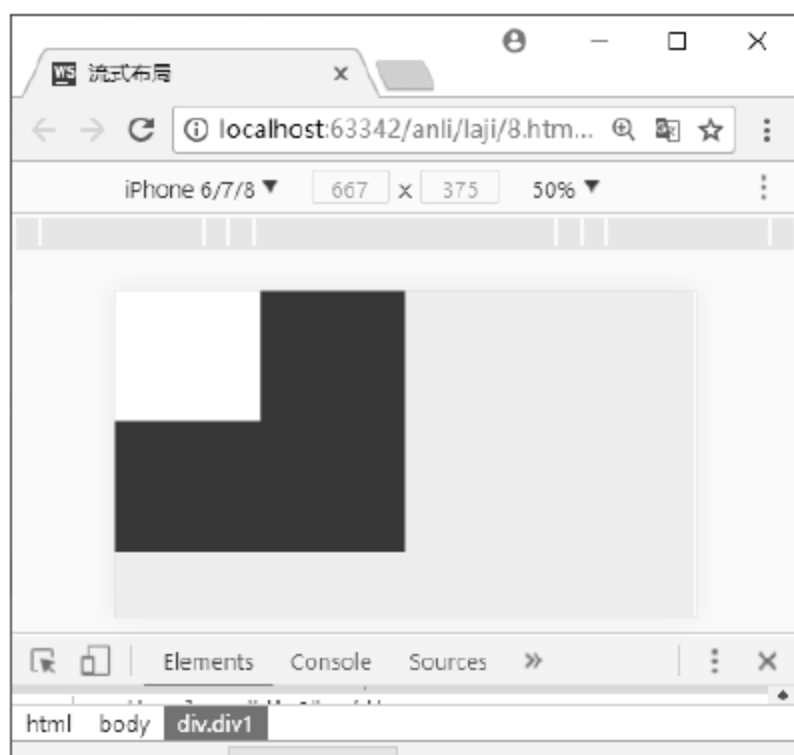 WS 流式布局
localhost:63342/anli/laji/8.htm...
iPhone 6/7/8 ▼ 667 x 375 50% ▼
Elements Console Sources »
html body div.div1